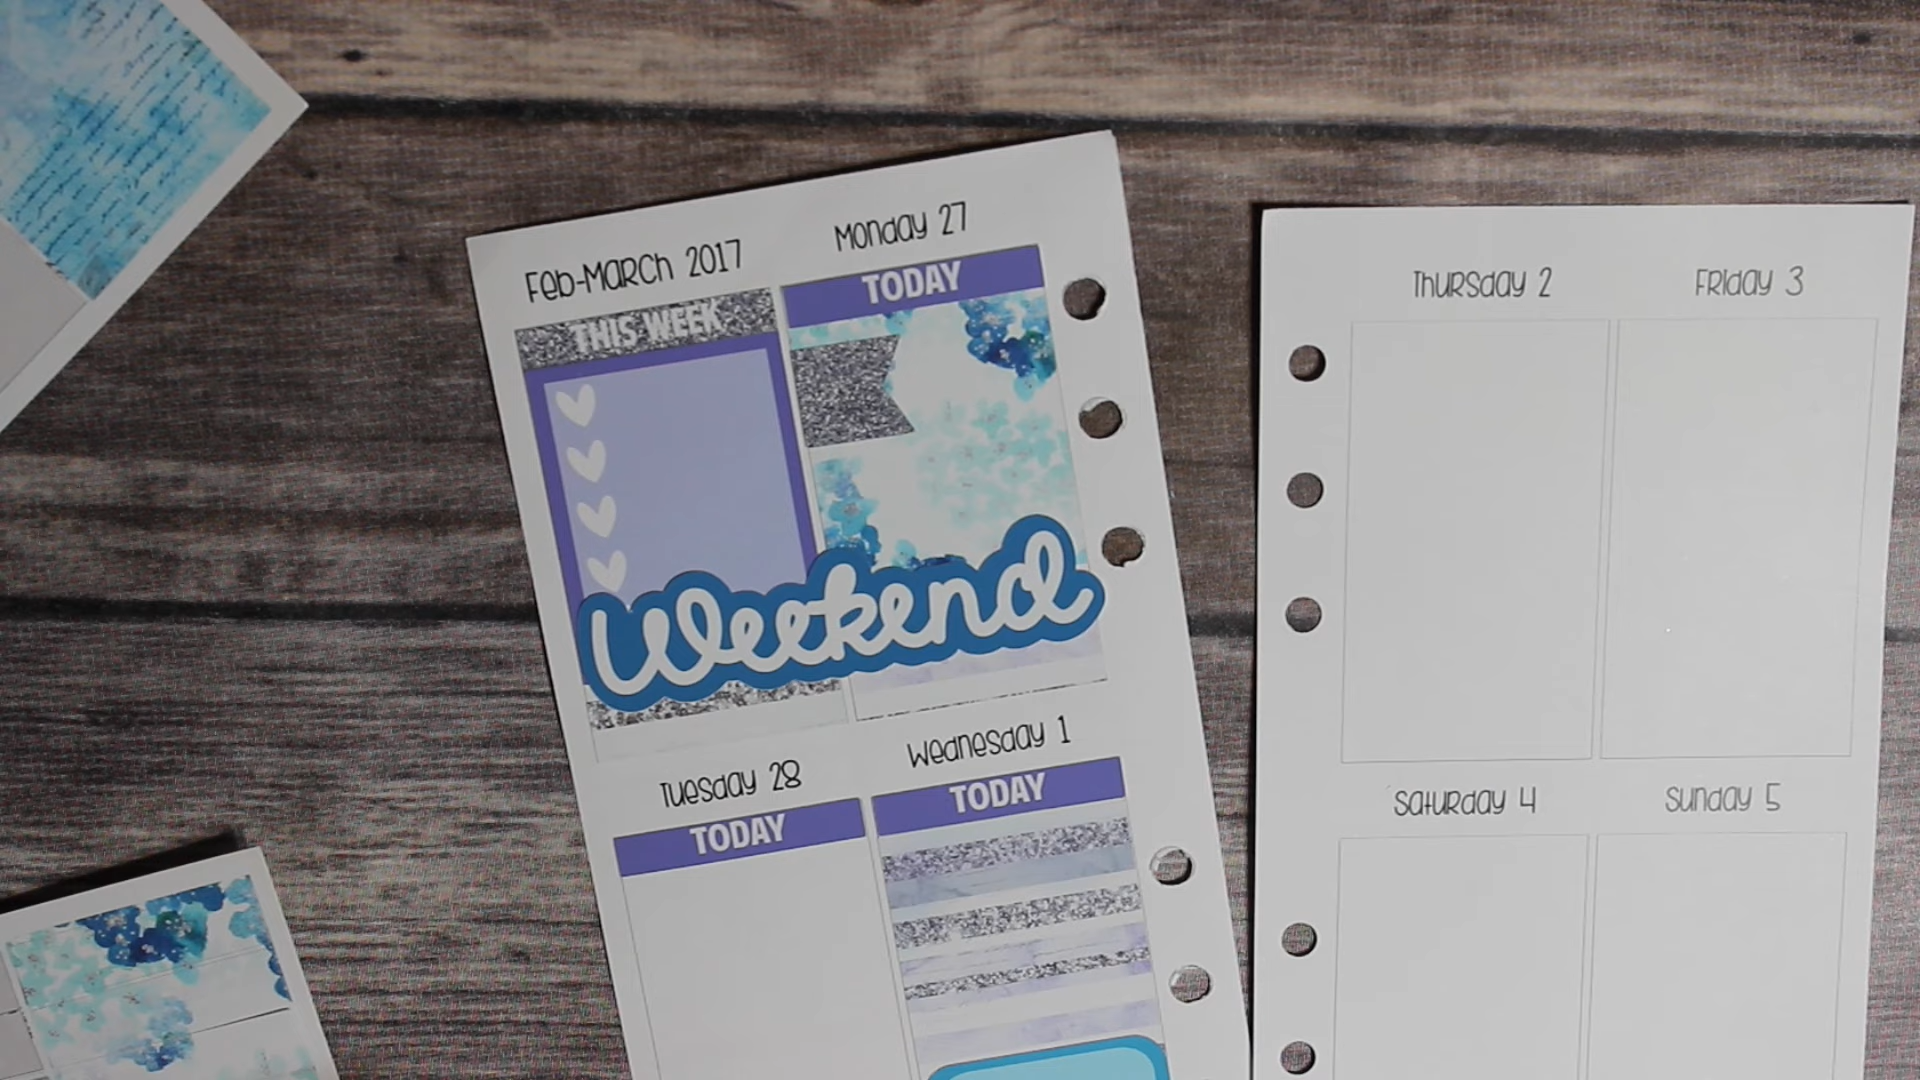 Feb-March 2017
Monday 27
THIS WEEK
TODAY
Weekend
Tuesday 28
Wednesday 1
TODAY
TODAY
Thursday 2
Friday 3
Saturday 4
Sunday 5